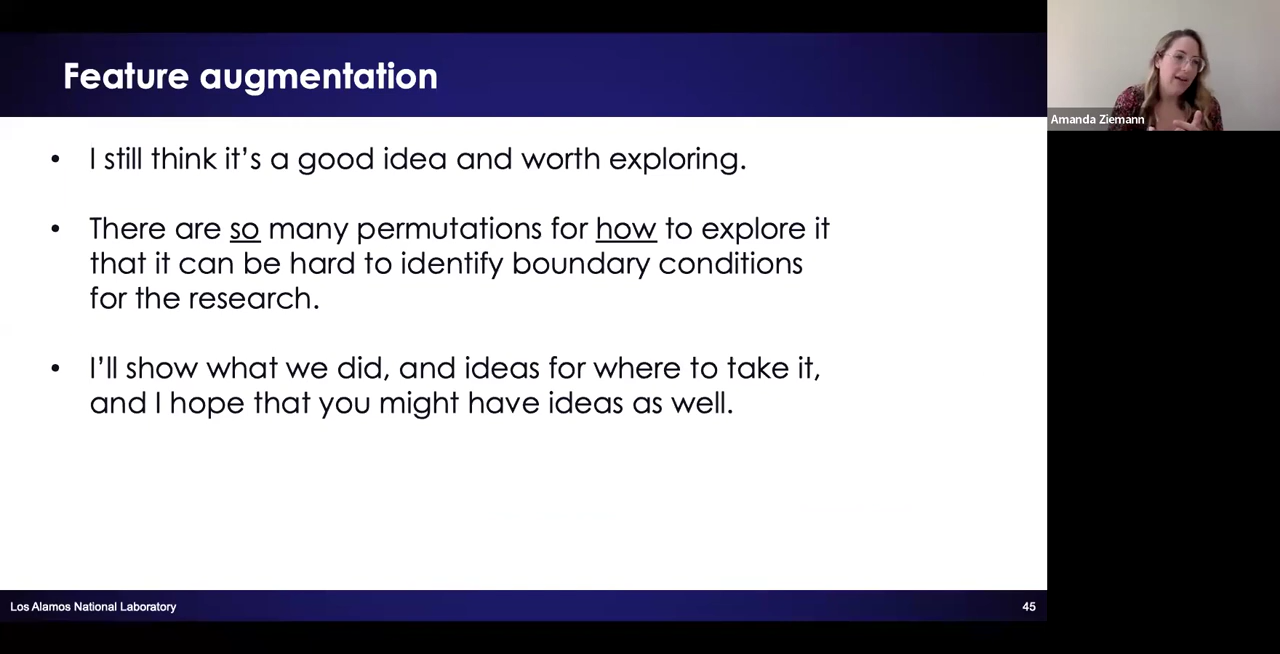 Feature augmentation
Amanda Ziemann
• I still think it’s a good idea and worth exploring.
• There are so many permutations for how to explore it
that it can be hard to identify boundary conditions
for the research.
• I’ll show what we did, and ideas for where to take it,
and I hope that you might have ideas as well.
Los Alamos National Laboratory
45